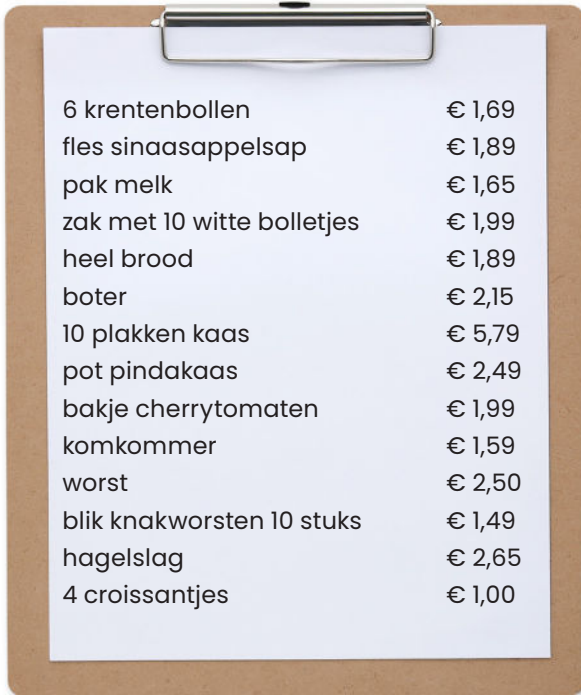 6 krentenbollen € 1,69
fles sinaasappelsap € 1,89
pak melk € 1,65
zak met 10 witte bolletjes € 1,99
heel brood € 1,89
boter € 2,15
10 plakken kaas € 5,79
pot pindakaas € 2,49
bakje cherrytomaten € 1,99
komkommer € 1,59
worst € 2,50
blik knakworsten 10 stuks € 1,49
hagelslag € 2,65
4 croissantjes € 1,00